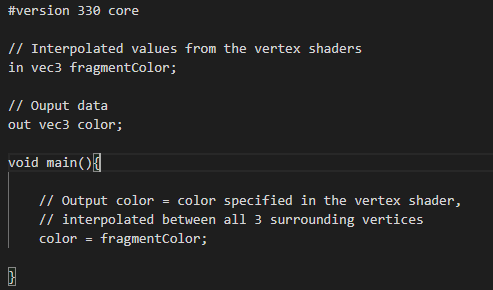 #version 330 core
// Interpolated values from the vertex shaders
in vec3 fragmentColor;
// Ouput data
out vec3 color;
void main(){
// Output color = color specified in the vertex shader,
// interpolated between all 3 surrounding vertices
color = fragmentColor;
}